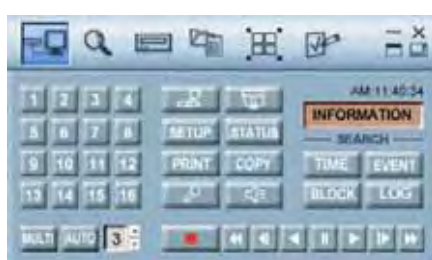 AM 11:40:34
1 2 3 4
INFORMATION
5 6 7 8 SETUP STATUS
SEARCH
9 10 11 12 PRINT COPY TIME EVENT
13 14 15 16 BLOCK LOG
MULTI AUTO 3